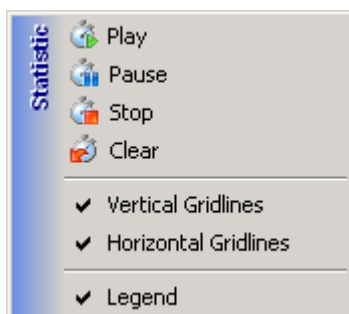 Statistic
Play
Pause
Stop
Clear
Vertical Gridlines
Horizontal Gridlines
Legend